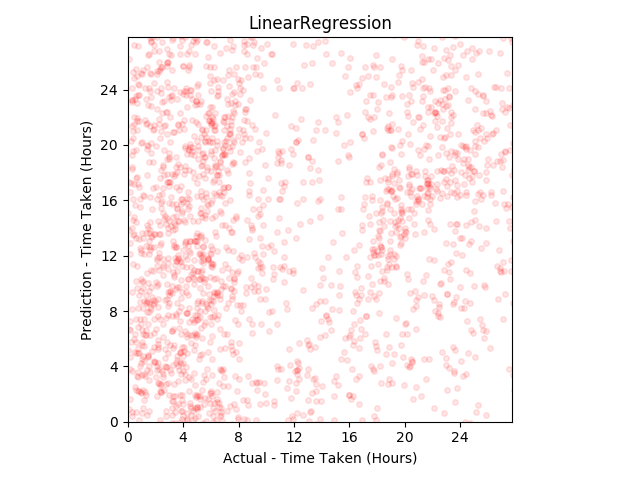 LinearRegression
Prediction - Time Taken (Hours)
24
20
16
12
8
4
0
0 4 8 12 16 20 24
Actual - Time Taken (Hours)